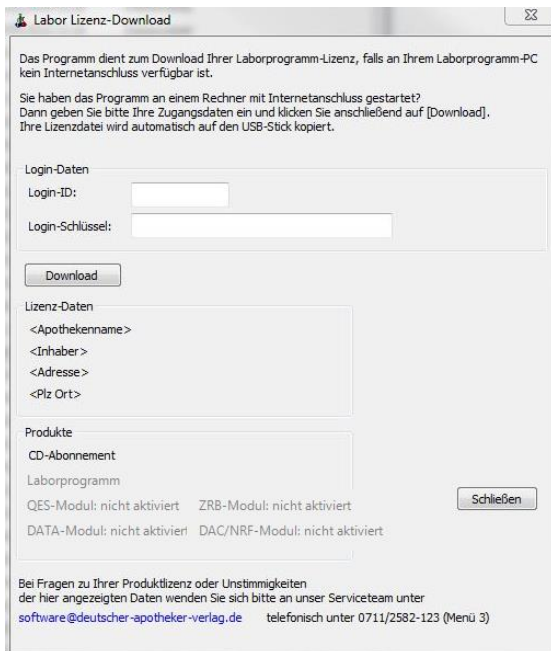 Labor Lizenz-Download
Das Programm dient zum Download Ihrer Laborprogramm-Lizenz, falls an Ihrem Laborprogramm-PC
kein Internetanschluss verfügbar ist.
Sie haben das Programm an einem Rechner mit Internetanschluss gestartet?
Dann geben Sie bitte Ihre Zugangsdaten ein und klicken Sie anschließend auf [Download].
Ihre Lizenzdatei wird automatisch auf den USB-Stick kopiert.
Login-Daten
Login-ID:
Login-Schlüssel:
Download
Lizenz-Daten
<Apothekenname>
<Inhaber>
<Adresse>
<Plz Ort>
Produkte
CD-Abonnement
Laborprogramm
QES-Modul: nicht aktiviert ZRB-Modul: nicht aktiviert
DATA-Modul: nicht aktiviert DAC/NRF-Modul: nicht aktiviert
Schließen
Bei Fragen zu Ihrer Produktlizenz oder Unstimmigkeiten
der hier angezeigten Daten wenden Sie sich bitte an unser Serviceteam unter
software@deutscher-apotheker-verlag.de telefonisch unter 0711/2582-123 (Menü 3)